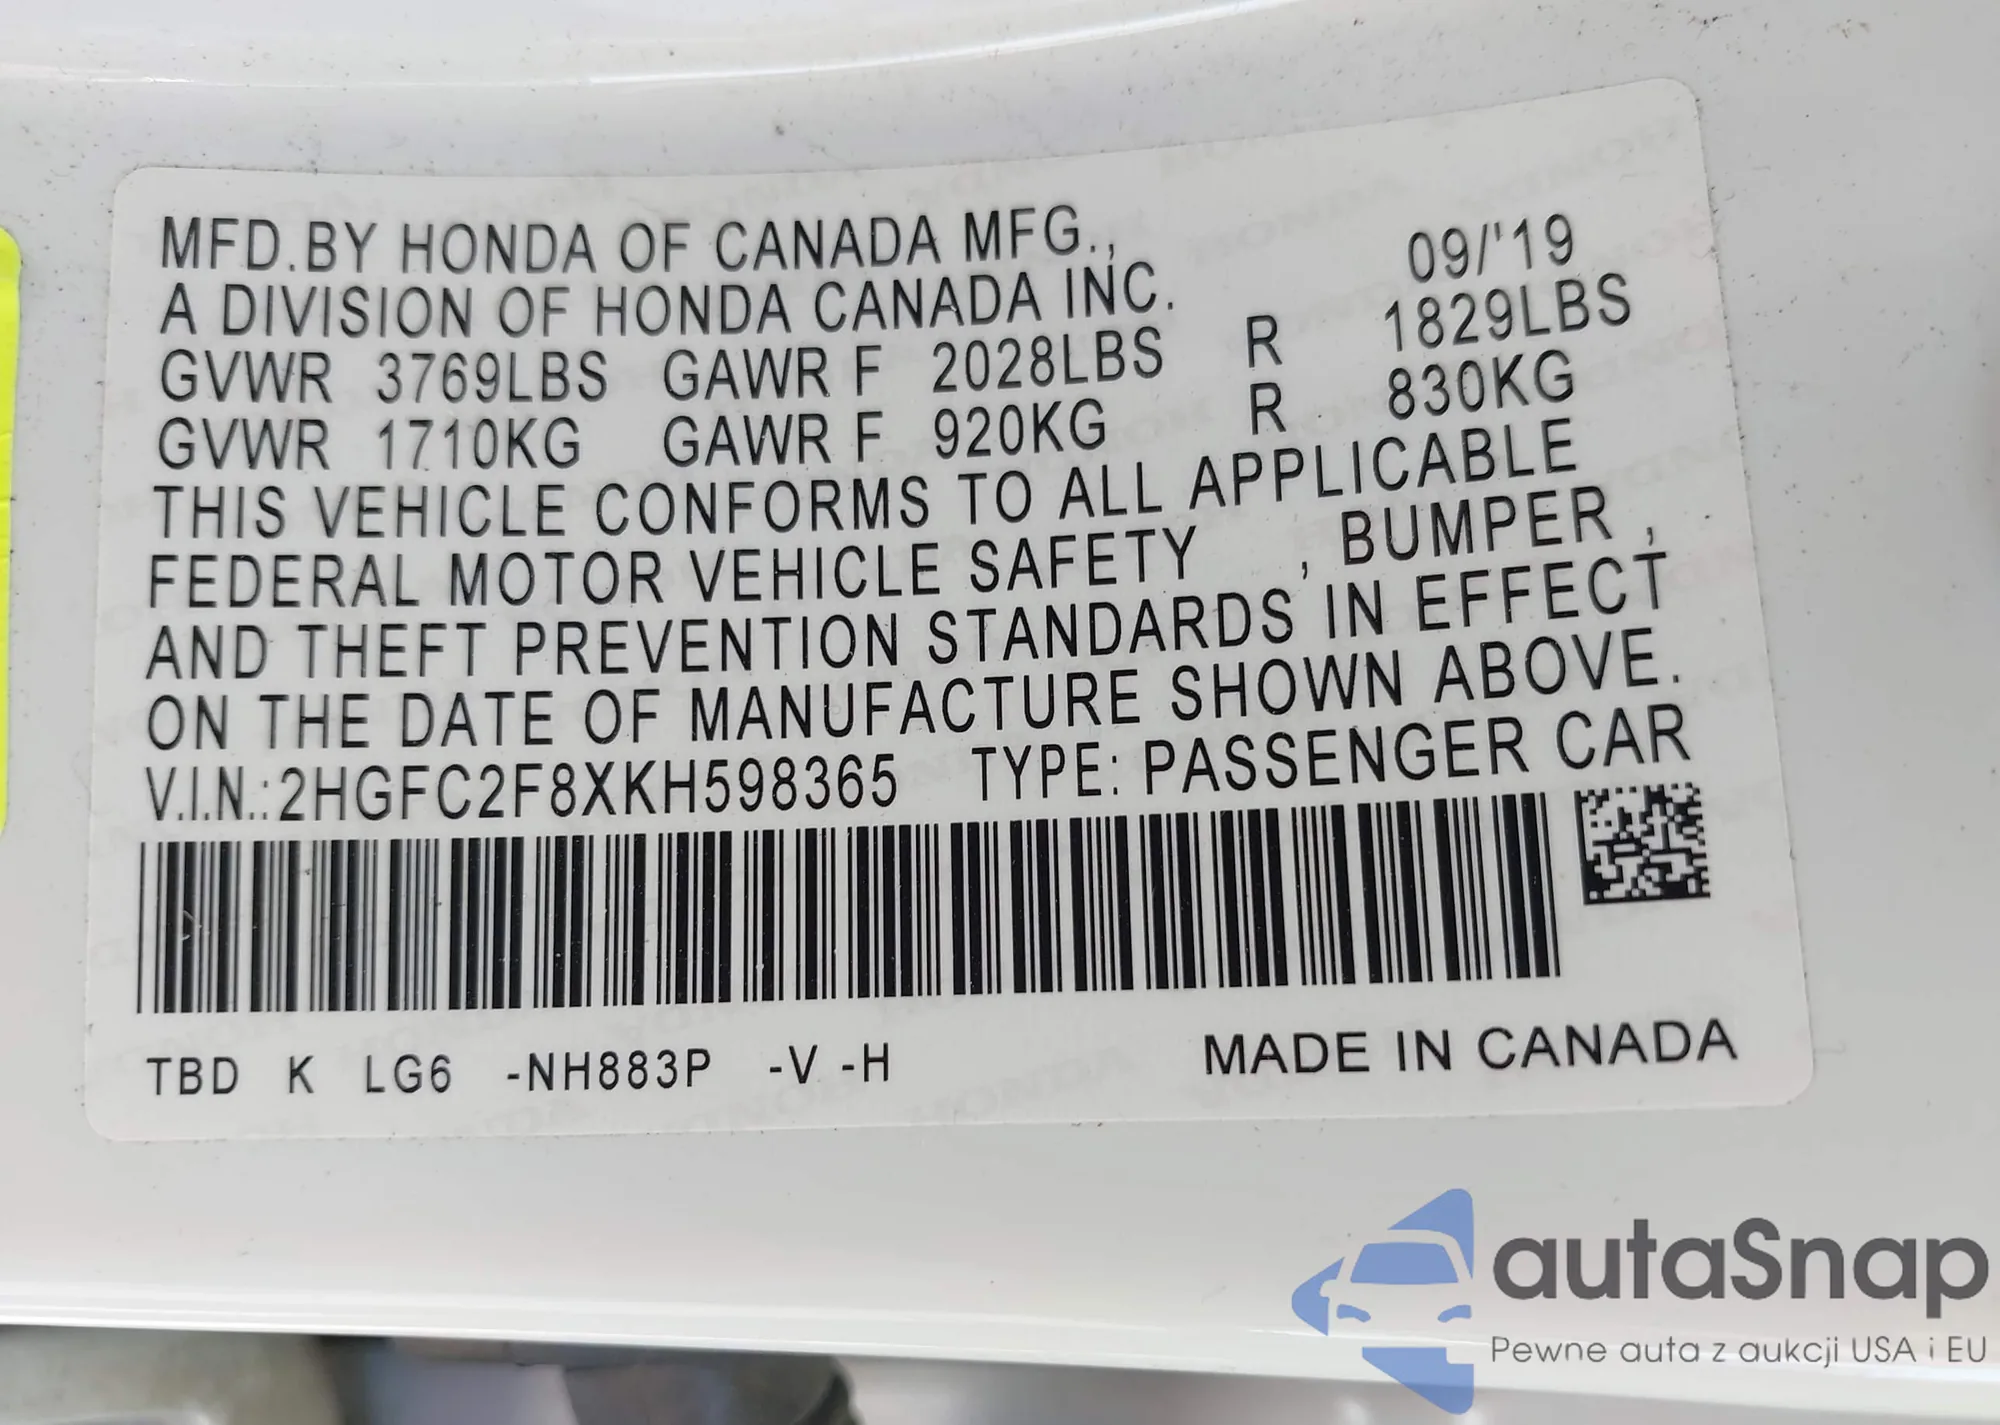 MFD.BY HONDA OF CANADA MFG., 09/'19
A DIVISION OF HONDA CANADA INC.
GVWR 3769LBS GAWR F 2028LBS R 1829LBS
GVWR 1710KG GAWR F 920KG R 830KG
THIS VEHICLE CONFORMS TO ALL APPLICABLE
FEDERAL MOTOR VEHICLE SAFETY , BUMPER ,
AND THEFT PREVENTION STANDARDS IN EFFECT
ON THE DATE OF MANUFACTURE SHOWN ABOVE.
V.I.N.:2HGFC2F8XKH598365 TYPE: PASSENGER CAR
TBD K LG6 -NH883P -V -H MADE IN CANADA
autaSnap
Pewne auta z aukcji USA i EU